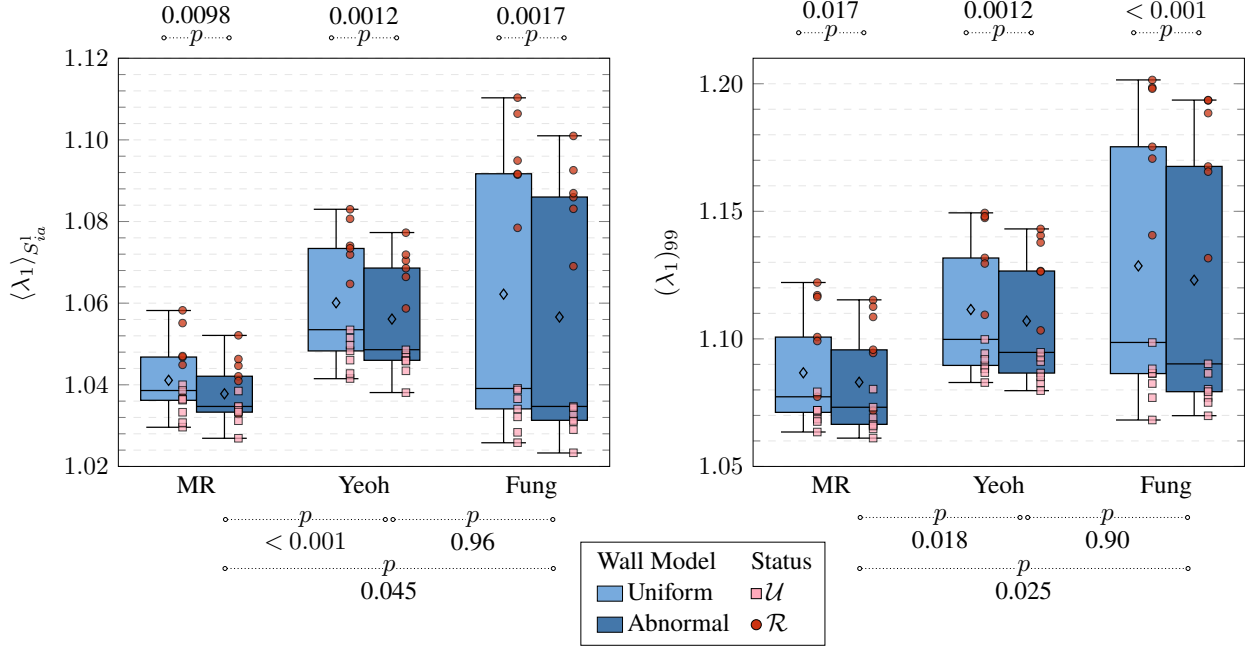 0.0098 0.0012 0.0017
p p p
1.12
1.10
1.08
1.06
1.04
1.02
⟨λ₁⟩_{S¹_{ia}}
MR Yeoh Fung
p p
< 0.001 0.96
p
0.045
0.017 0.0012 < 0.001
p p p
1.20
1.15
1.10
1.05
(λ₁)₉₉
MR Yeoh Fung
p p
0.018 0.90
p
0.025
Wall Model Status
Uniform 𝒰
Abnormal ℛ